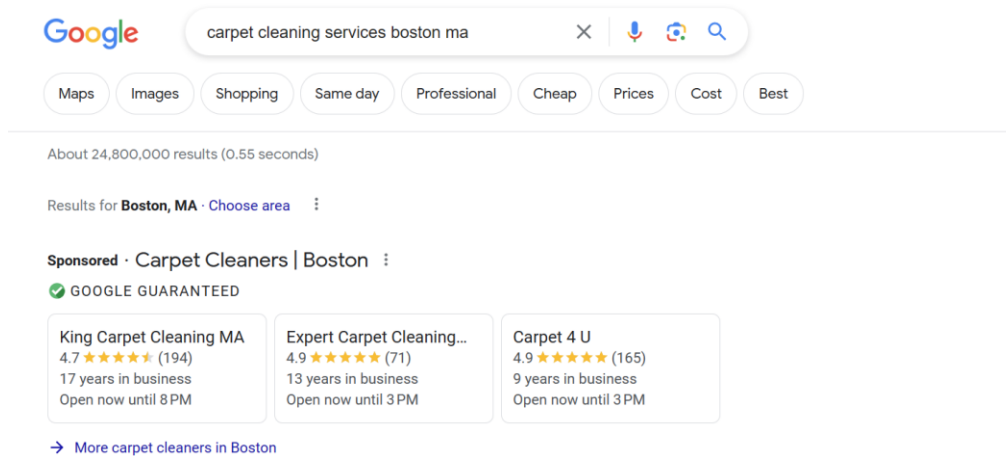 Google
carpet cleaning services boston ma
Maps Images Shopping Same day Professional Cheap Prices Cost Best
About 24,800,000 results (0.55 seconds)
Results for Boston, MA · Choose area
Sponsored · Carpet Cleaners | Boston
GOOGLE GUARANTEED
King Carpet Cleaning MA
4.7 (194)
17 years in business
Open now until 8 PM
Expert Carpet Cleaning...
4.9 (71)
13 years in business
Open now until 3 PM
Carpet 4 U
4.9 (165)
9 years in business
Open now until 3 PM
More carpet cleaners in Boston